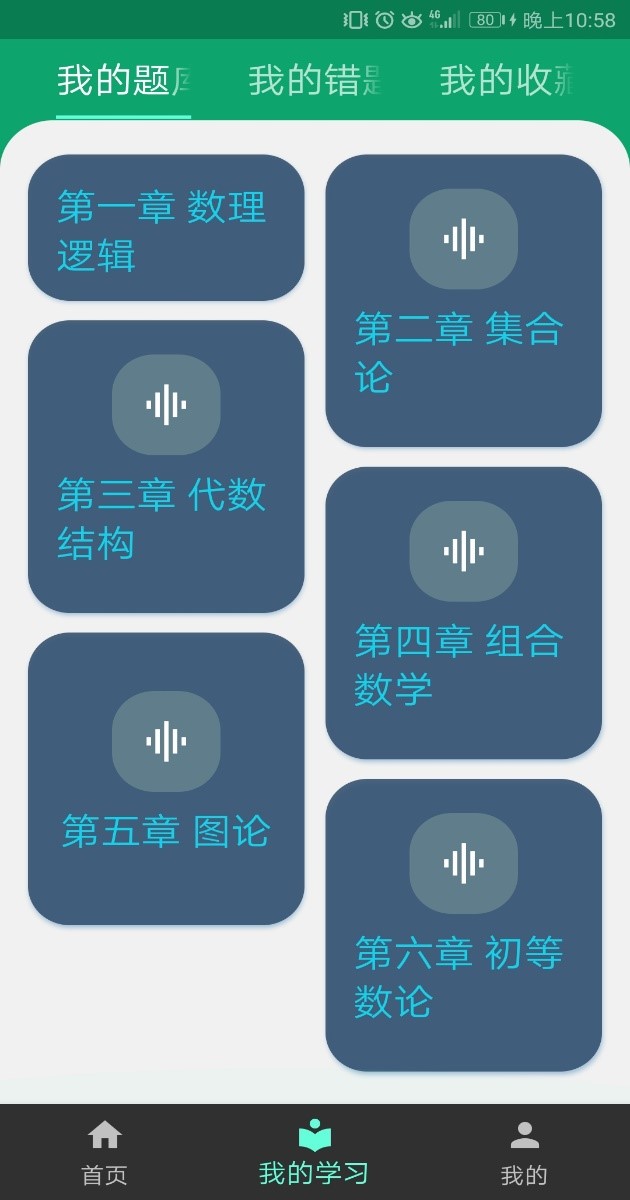 4G 80 晚上10:58
我的题 我的错 我的收
第一章 数理
逻辑
第二章 集合
论
第三章 代数
结构
第四章 组合
数学
第五章 图论
第六章 初等
数论
首页 我的学习 我的